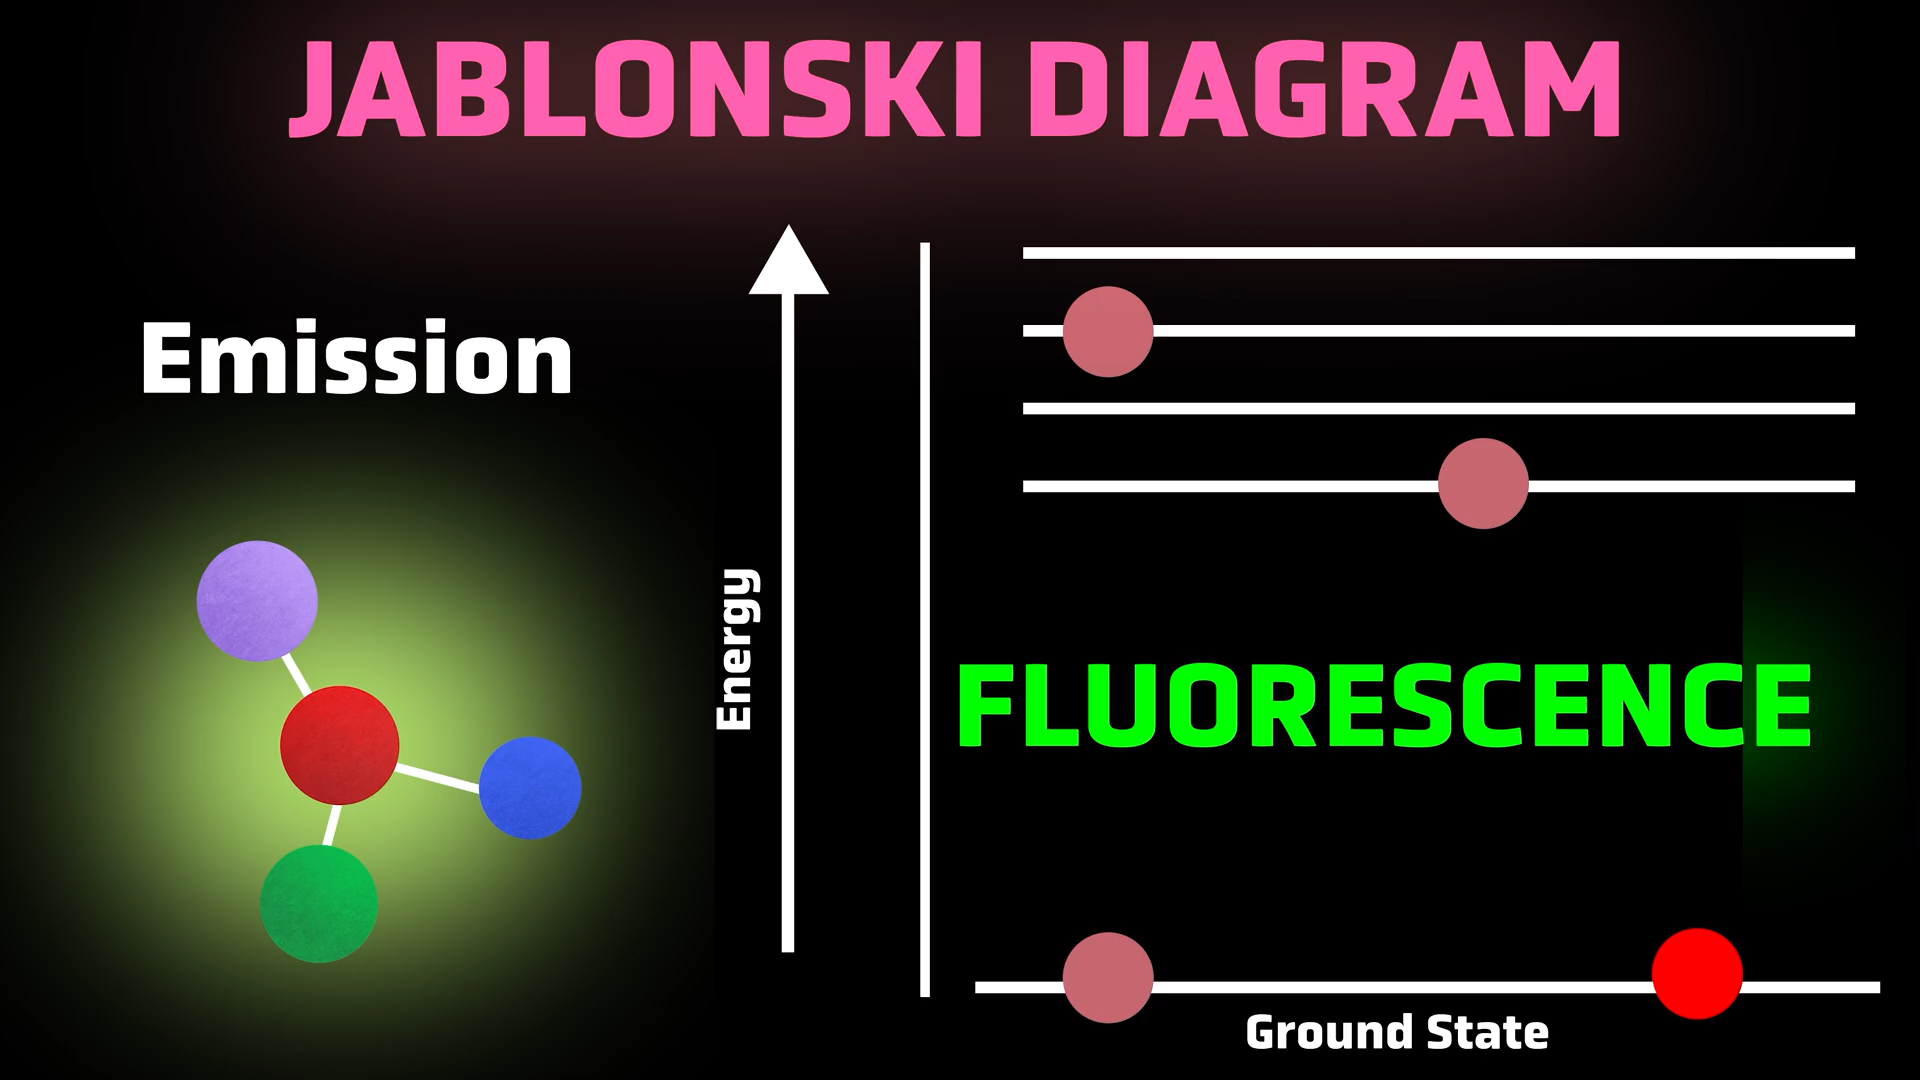 JABLONSKI DIAGRAM
Emission
Energy
FLUORESCENCE
Ground State